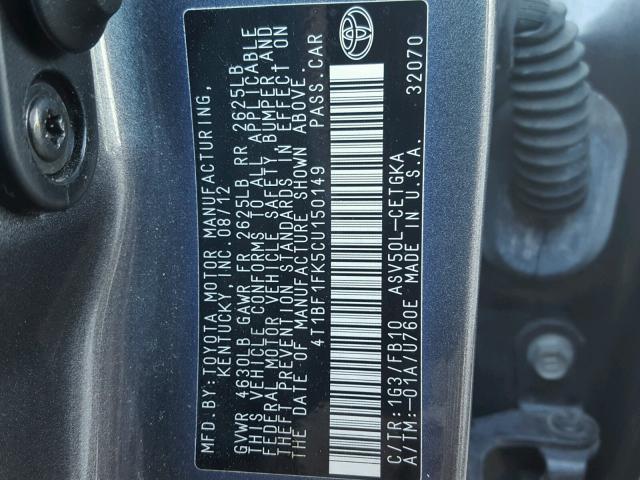 MFD. BY:TOYOTA MOTOR MANUFACTURING,
KENTUCKY, INC. 08/12
GVWR 4630LB GAWR FR 2625LB RR 2625LB
THIS VEHICLE CONFORMS TO ALL APPLICABLE
FEDERAL MOTOR VEHICLE SAFETY, BUMPER AND
THEFT PREVENTION STANDARDS IN EFFECT ON
THE DATE OF MANUFACTURE SHOWN ABOVE.
4T1BF1FK5CU150149 PASS.CAR
C/TR:1G3/FB10 ASV50L-CETGKA
A/TM:-01A/U760E MADE IN U.S.A.
32070